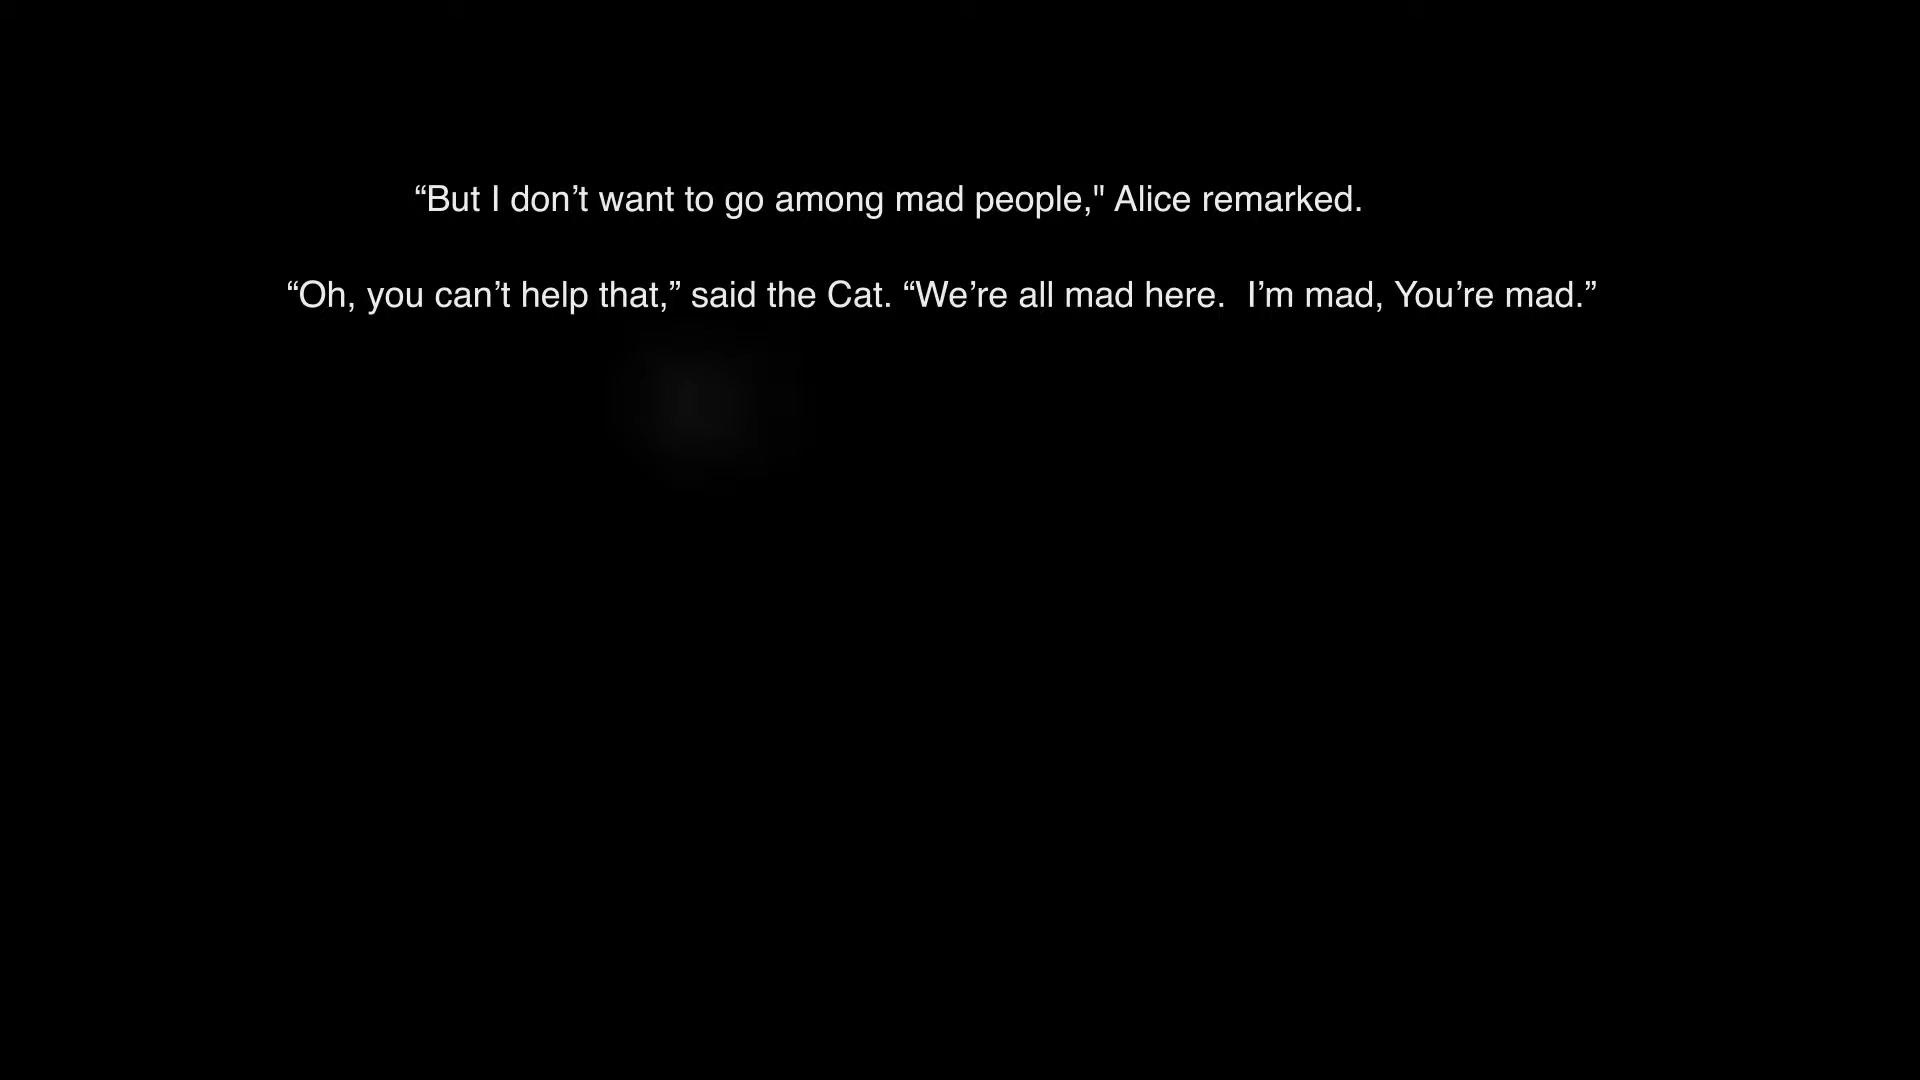 “But I don’t want to go among mad people," Alice remarked.
“Oh, you can’t help that,” said the Cat. “We’re all mad here.  I’m mad, You’re mad.”